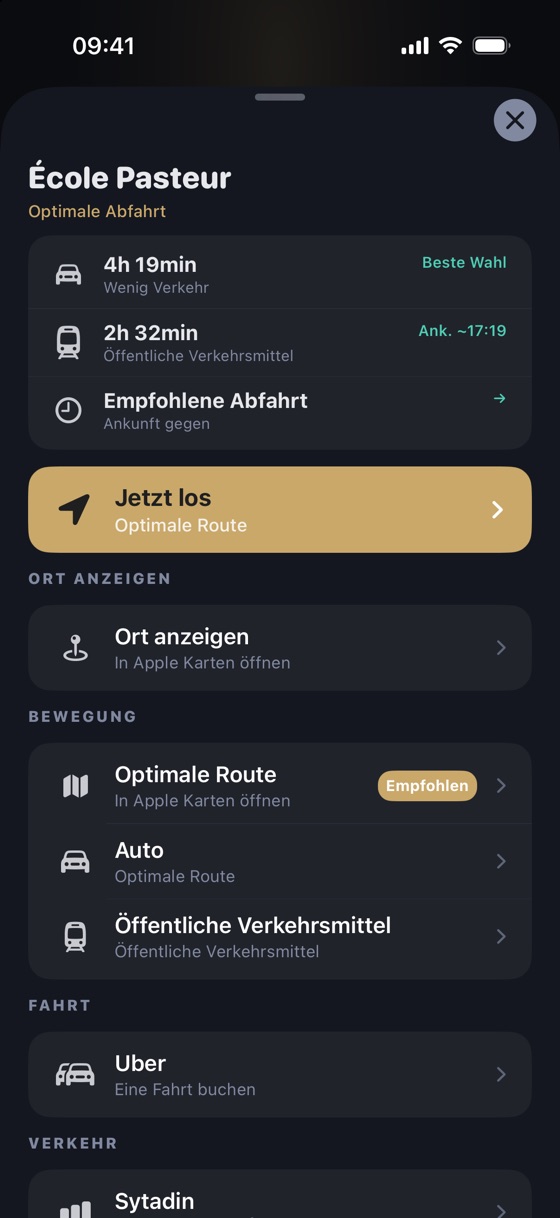 09:41
École Pasteur
Optimale Abfahrt
4h 19min
Beste Wahl
Wenig Verkehr
2h 32min
Ank. ~17:19
Öffentliche Verkehrsmittel
Empfohlene Abfahrt
→
Ankunft gegen
Jetzt los
Optimale Route
ORT ANZEIGEN
Ort anzeigen
In Apple Karten öffnen
BEWEGUNG
Optimale Route
Empfohlen
In Apple Karten öffnen
Auto
Optimale Route
Öffentliche Verkehrsmittel
Öffentliche Verkehrsmittel
FAHRT
Uber
Eine Fahrt buchen
VERKEHR
Sytadin